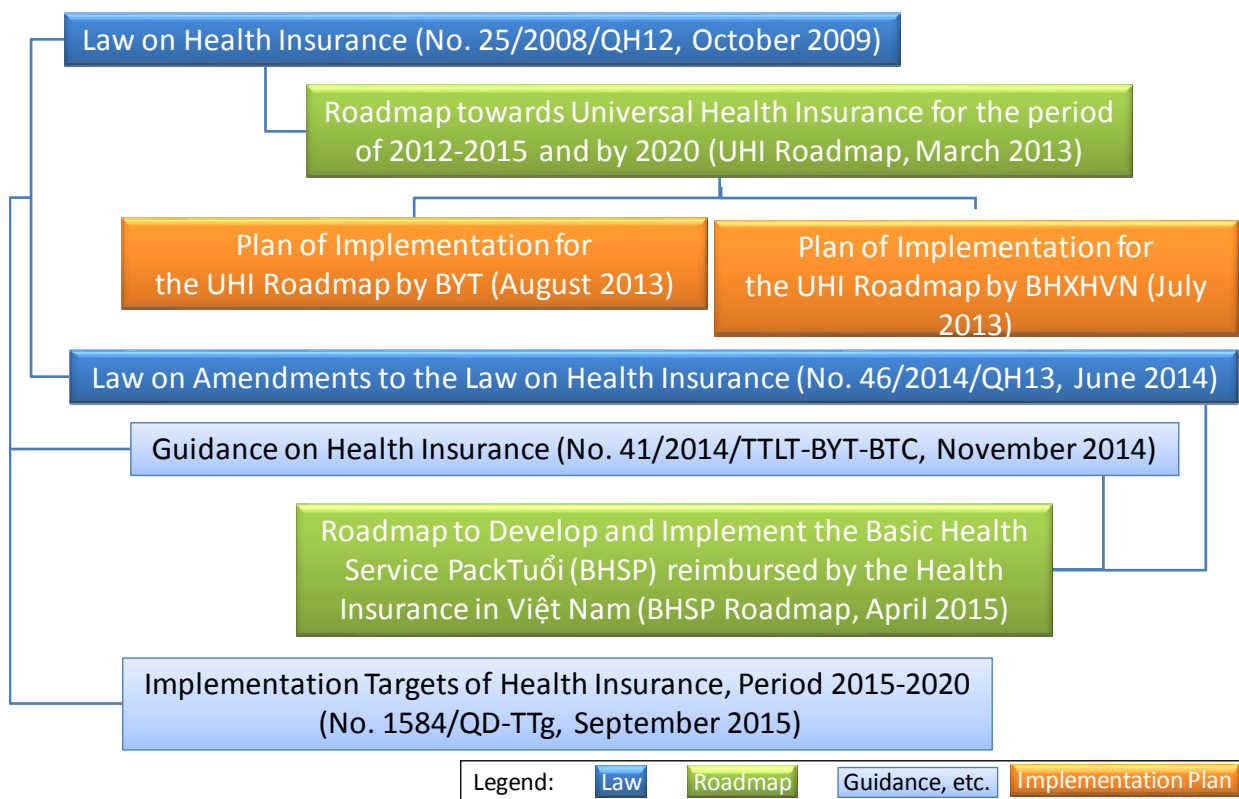 Law on Health Insurance (No. 25/2008/QH12, October 2009)
Roadmap towards Universal Health Insurance for the period
of 2012-2015 and by 2020 (UHI Roadmap, March 2013)
Plan of Implementation for
the UHI Roadmap by BYT (August 2013)
Plan of Implementation for
the UHI Roadmap by BHXHVN (July
2013)
Law on Amendments to the Law on Health Insurance (No. 46/2014/QH13, June 2014)
Guidance on Health Insurance (No. 41/2014/TTLT-BYT-BTC, November 2014)
Roadmap to Develop and Implement the Basic Health
Service PackTuổi (BHSP) reimbursed by the Health
Insurance in Việt Nam (BHSP Roadmap, April 2015)
Implementation Targets of Health Insurance, Period 2015-2020
(No. 1584/QD-TTg, September 2015)
Legend: Law Roadmap Guidance, etc. Implementation Plan